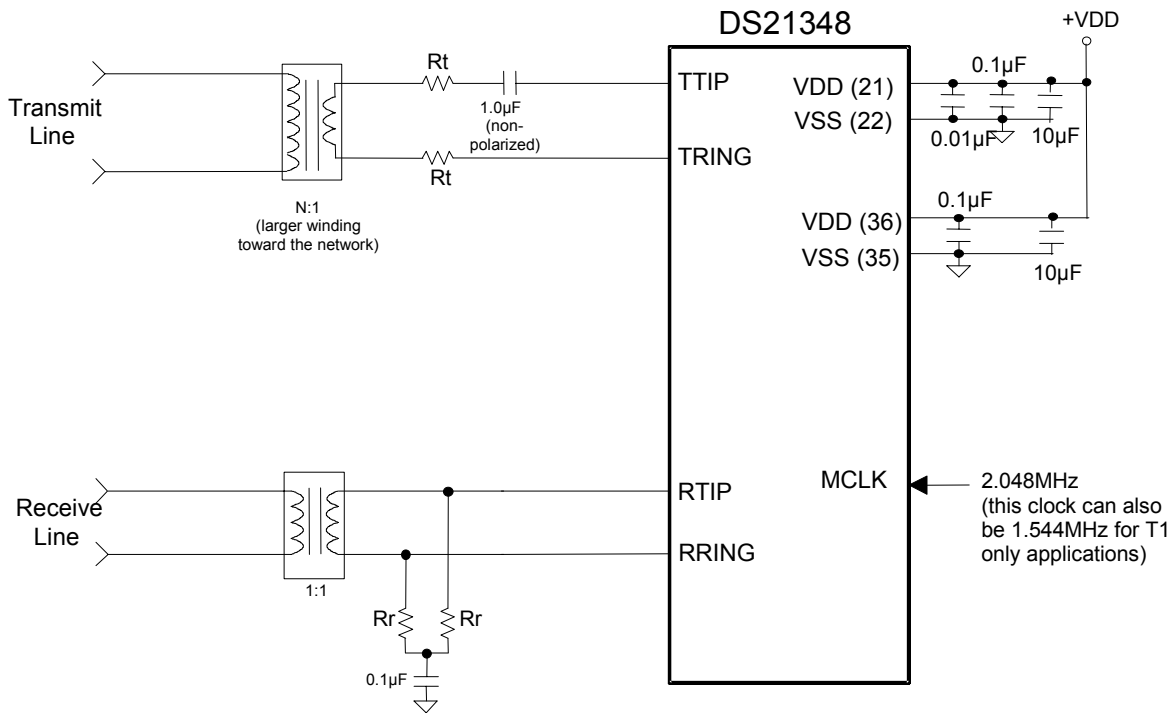 DS21348
+VDD
Transmit
Line
N:1
(larger winding
toward the network)
Rt
1.0µF
(non-
polarized)
Rt
TTIP
TRING
VDD (21)
VSS (22)
0.1µF
0.01µF
10µF
VDD (36)
VSS (35)
0.1µF
10µF
Receive
Line
1:1
Rr
Rr
0.1µF
RTIP
RRING
MCLK
2.048MHz
(this clock can also
be 1.544MHz for T1
only applications)